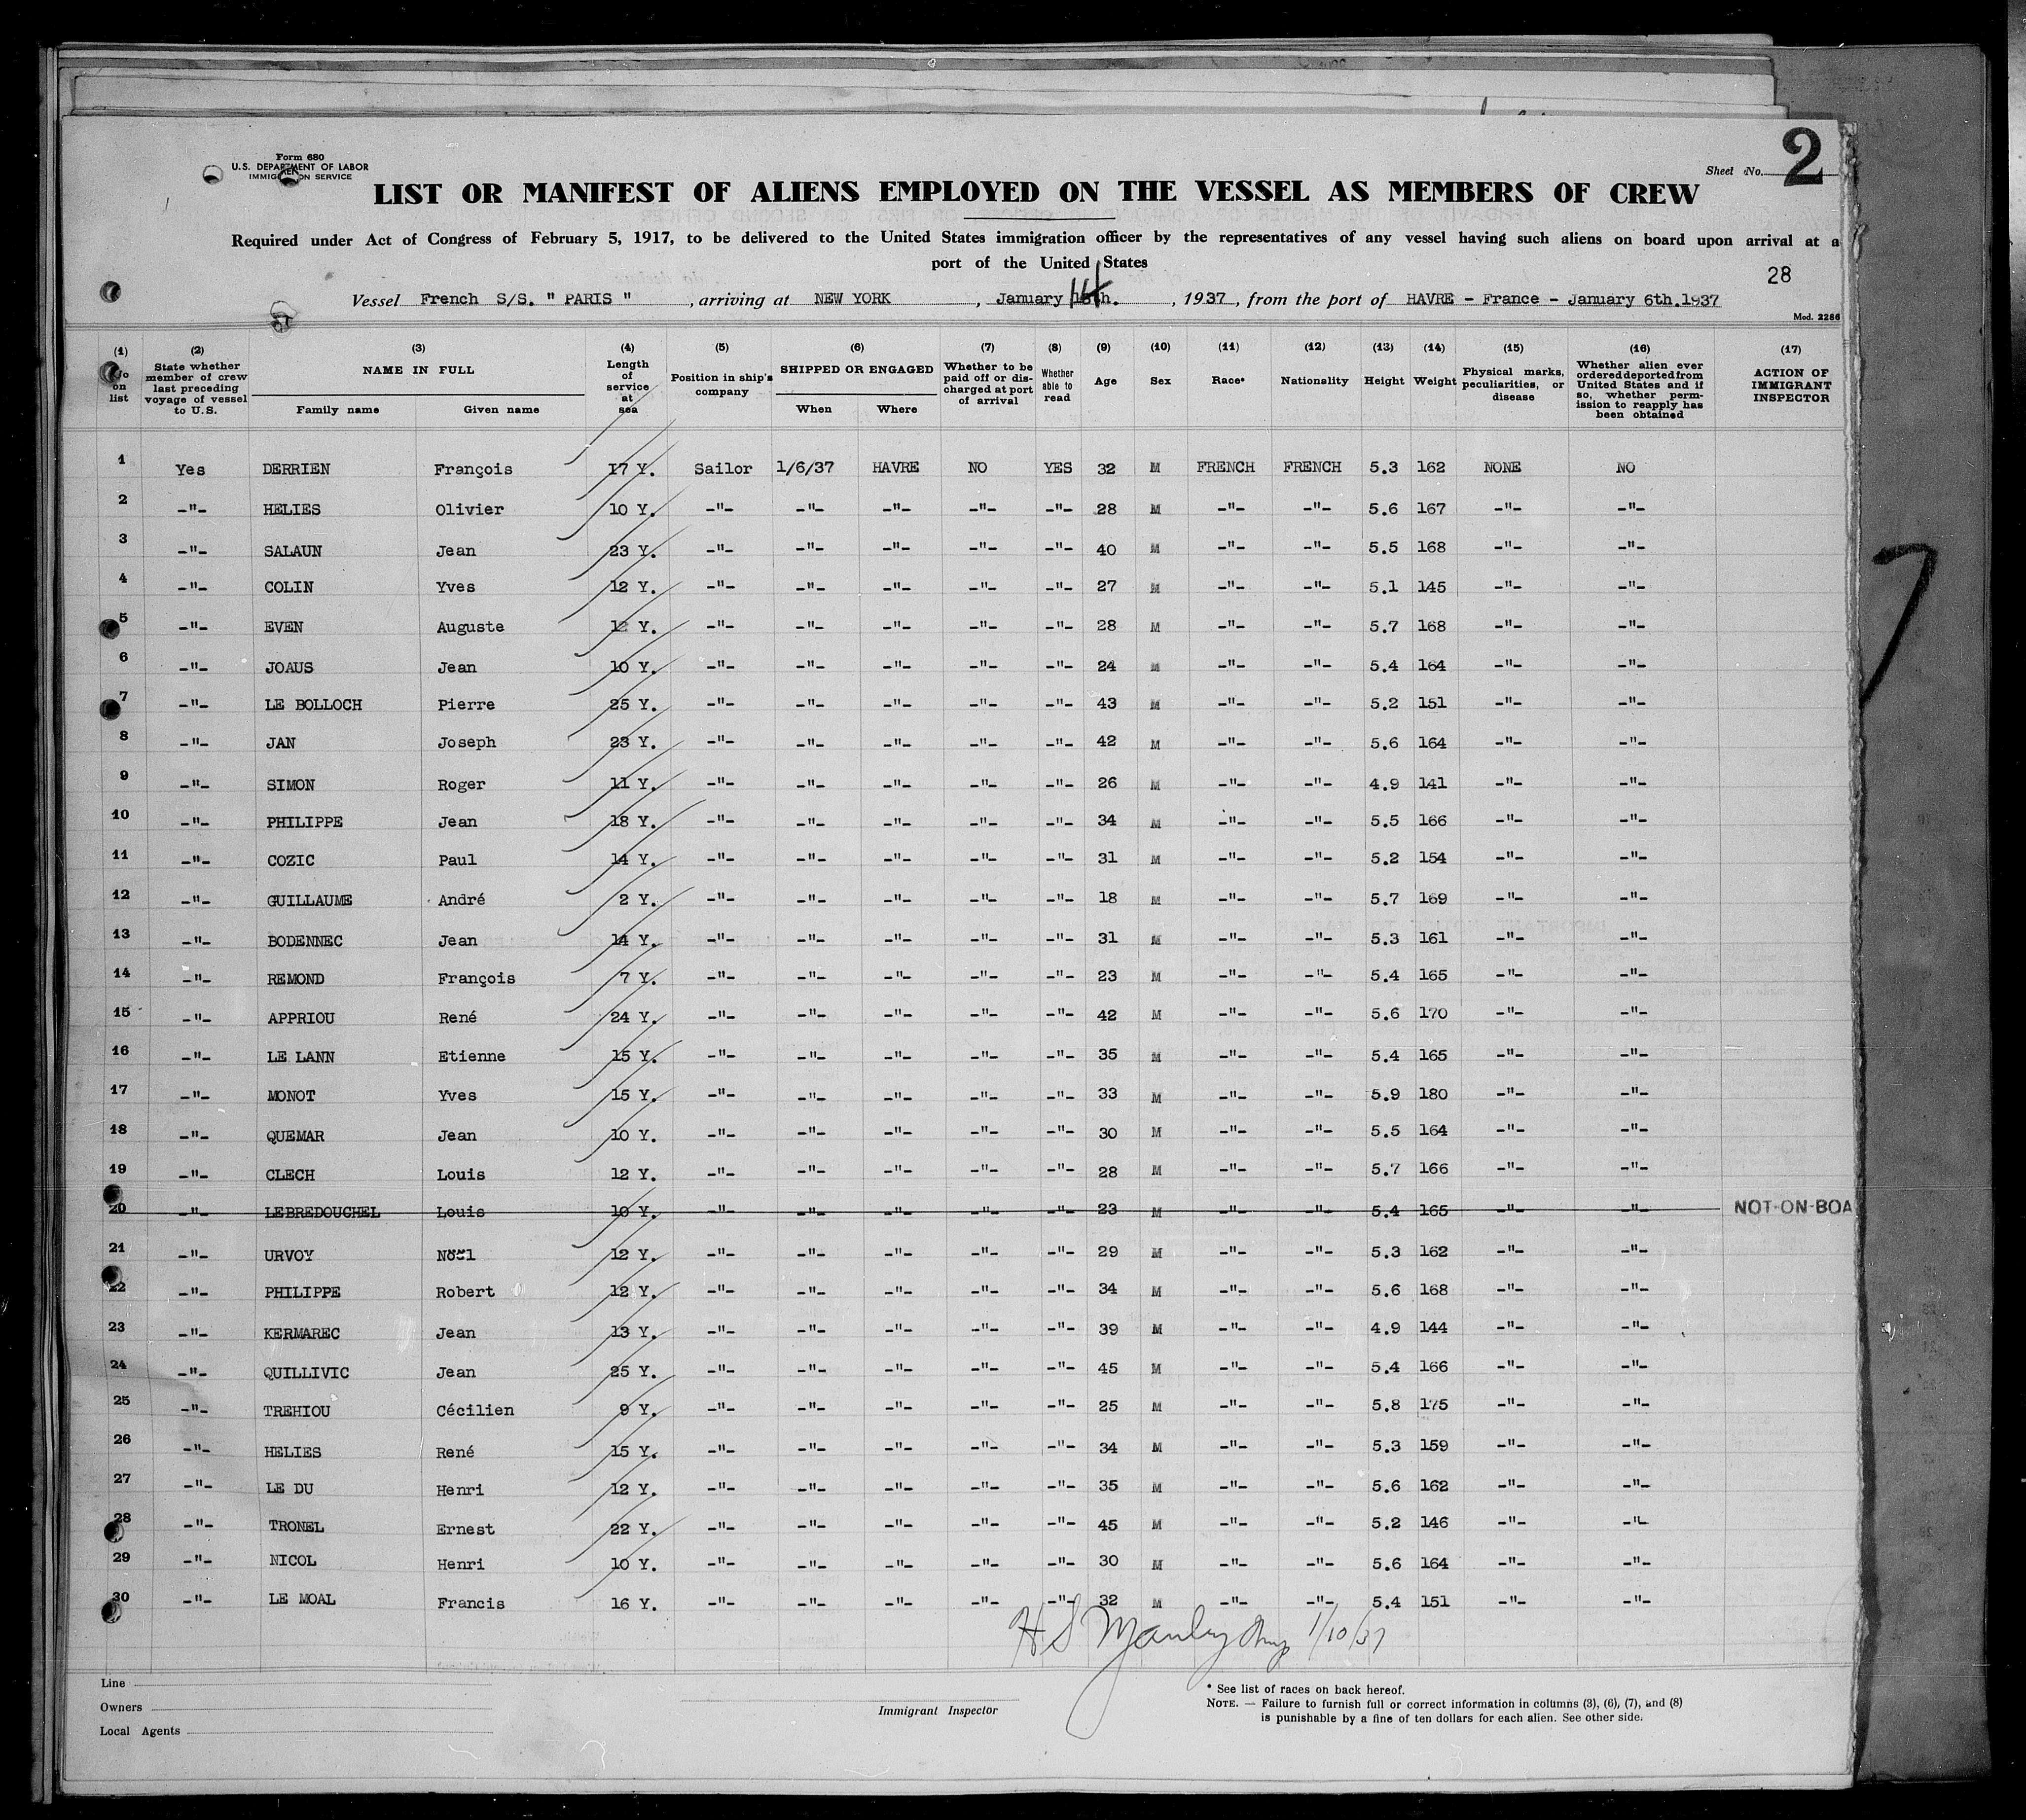 Form 680
U.S. DEPARTMENT OF LABOR
IMMIGRATION SERVICE
Sheet No. 2
LIST OR MANIFEST OF ALIENS EMPLOYED ON THE VESSEL AS MEMBERS OF CREW
Required under Act of Congress of February 5, 1917, to be delivered to the United States immigration officer by the representatives of any vessel having such aliens on board upon arrival at a
port of the United States
28
Vessel French S/S. " PARIS " , arriving at NEW YORK , January , 1937 , from the port of HAVRE - France - January 6th.1937
Mod. 2286
(1) No on list (2) State whether member of crew last preceding voyage of vessel to U.S. (3) NAME IN FULL Family name Given name (4) Length of service at sea (5) Position in ship's company (6) SHIPPED OR ENGAGED When Where (7) Whether to be paid off or discharged at port of arrival (8) Whether able to read (9) Age (10) Sex (11) Race* (12) Nationality (13) Height (14) Weight (15) Physical marks, peculiarities, or disease (16) Whether alien ever ordered deported from United States and if so, whether permission to reapply has been obtained (17) ACTION OF IMMIGRANT INSPECTOR
1 Yes DERRIEN François 17 Y. Sailor 1/6/37 HAVRE NO YES 32 M FRENCH FRENCH 5.3 162 NONE NO
2 -"- HELIES Olivier 10 Y. -"- -"- -"- -"- -"- 28 M -"- -"- 5.6 167 -"- -"-
3 -"- SALAUN Jean 23 Y. -"- -"- -"- -"- -"- 40 M -"- -"- 5.5 168 -"- -"-
4 -"- COLIN Yves 12 Y. -"- -"- -"- -"- -"- 27 M -"- -"- 5.1 145 -"- -"-
5 -"- EVEN Auguste 12 Y. -"- -"- -"- -"- -"- 28 M -"- -"- 5.7 168 -"- -"-
6 -"- JOAUS Jean 10 Y. -"- -"- -"- -"- -"- 24 M -"- -"- 5.4 164 -"- -"-
7 -"- LE BOLLOCH Pierre 25 Y. -"- -"- -"- -"- -"- 43 M -"- -"- 5.2 151 -"- -"-
8 -"- JAN Joseph 23 Y. -"- -"- -"- -"- -"- 42 M -"- -"- 5.6 164 -"- -"-
9 -"- SIMON Roger 11 Y. -"- -"- -"- -"- -"- 26 M -"- -"- 4.9 141 -"- -"-
10 -"- PHILIPPE Jean 18 Y. -"- -"- -"- -"- -"- 34 M -"- -"- 5.5 166 -"- -"-
11 -"- COZIC Paul 14 Y. -"- -"- -"- -"- -"- 31 M -"- -"- 5.2 154 -"- -"-
12 -"- GUILLAUME André 2 Y. -"- -"- -"- -"- -"- 18 M -"- -"- 5.7 169 -"- -"-
13 -"- BODENNEC Jean 14 Y. -"- -"- -"- -"- -"- 31 M -"- -"- 5.3 161 -"- -"-
14 -"- REMOND François 7 Y. -"- -"- -"- -"- -"- 23 M -"- -"- 5.4 165 -"- -"-
15 -"- APPRIOU René 24 Y. -"- -"- -"- -"- -"- 42 M -"- -"- 5.6 170 -"- -"-
16 -"- LE LANN Etienne 15 Y. -"- -"- -"- -"- -"- 35 M -"- -"- 5.4 165 -"- -"-
17 -"- MONOT Yves 15 Y. -"- -"- -"- -"- -"- 33 M -"- -"- 5.9 180 -"- -"-
18 -"- QUEMAR Jean 10 Y. -"- -"- -"- -"- -"- 30 M -"- -"- 5.5 164 -"- -"-
19 -"- CLECH Louis 12 Y. -"- -"- -"- -"- -"- 28 M -"- -"- 5.7 166 -"- -"-
20 -"- LEBREDOUCHEL Louis 10 Y. -"- -"- -"- -"- -"- 23 M -"- -"- 5.4 165 -"- -"- NOT-ON-BOA
21 -"- URVOY Noël 12 Y. -"- -"- -"- -"- -"- 29 M -"- -"- 5.3 162 -"- -"-
22 -"- PHILIPPE Robert 12 Y. -"- -"- -"- -"- -"- 34 M -"- -"- 5.6 168 -"- -"-
23 -"- KERMAREC Jean 13 Y. -"- -"- -"- -"- -"- 39 M -"- -"- 4.9 144 -"- -"-
24 -"- QUILLIVIC Jean 25 Y. -"- -"- -"- -"- -"- 45 M -"- -"- 5.4 166 -"- -"-
25 -"- TREHIOU Cécilien 9 Y. -"- -"- -"- -"- -"- 25 M -"- -"- 5.8 175 -"- -"-
26 -"- HELIES René 15 Y. -"- -"- -"- -"- -"- 34 M -"- -"- 5.3 159 -"- -"-
27 -"- LE DU Henri 12 Y. -"- -"- -"- -"- -"- 35 M -"- -"- 5.6 162 -"- -"-
28 -"- TRONEL Ernest 22 Y. -"- -"- -"- -"- -"- 45 M -"- -"- 5.2 146 -"- -"-
29 -"- NICOL Henri 10 Y. -"- -"- -"- -"- -"- 30 M -"- -"- 5.6 164 -"- -"-
30 -"- LE MOAL Francis 16 Y. -"- -"- -"- -"- -"- 32 M -"- -"- 5.4 151 -"- -"-
H S Manley 1/10/37
Line
Owners
Local Agents
Immigrant Inspector
* See list of races on back hereof.
NOTE. — Failure to furnish full or correct information in columns (3), (6), (7), and (8)
is punishable by a fine of ten dollars for each alien. See other side.